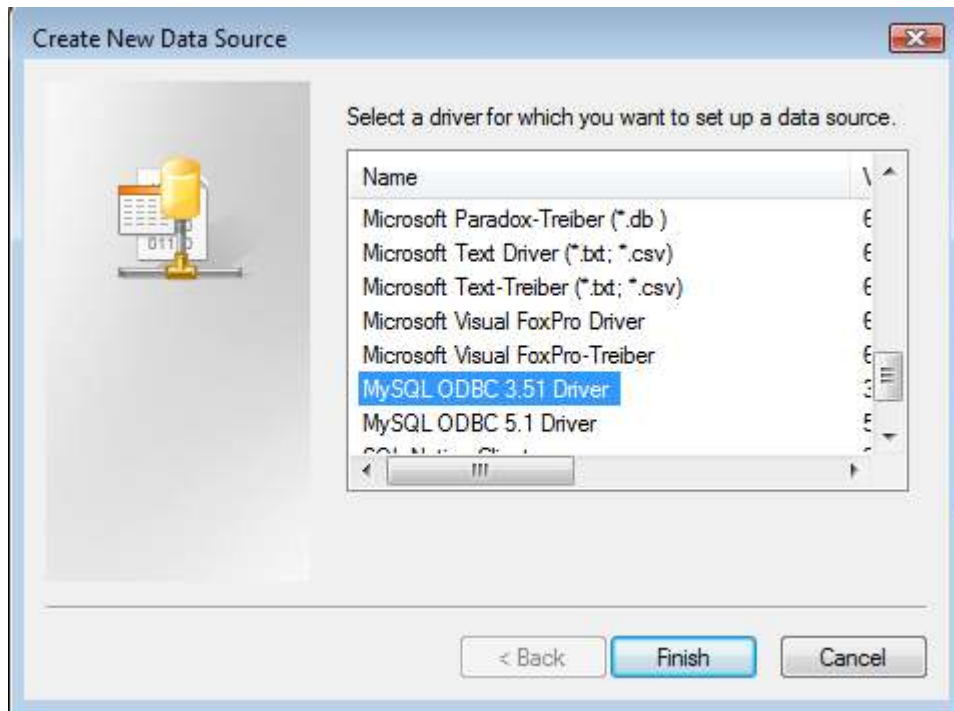 Create New Data Source
Select a driver for which you want to set up a data source.
Name
Microsoft Paradox-Treiber (*.db )
Microsoft Text Driver (*.txt; *.csv)
Microsoft Text-Treiber (*.txt; *.csv)
Microsoft Visual FoxPro Driver
Microsoft Visual FoxPro-Treiber
MySQL ODBC 3.51 Driver
MySQL ODBC 5.1 Driver
< Back Finish Cancel